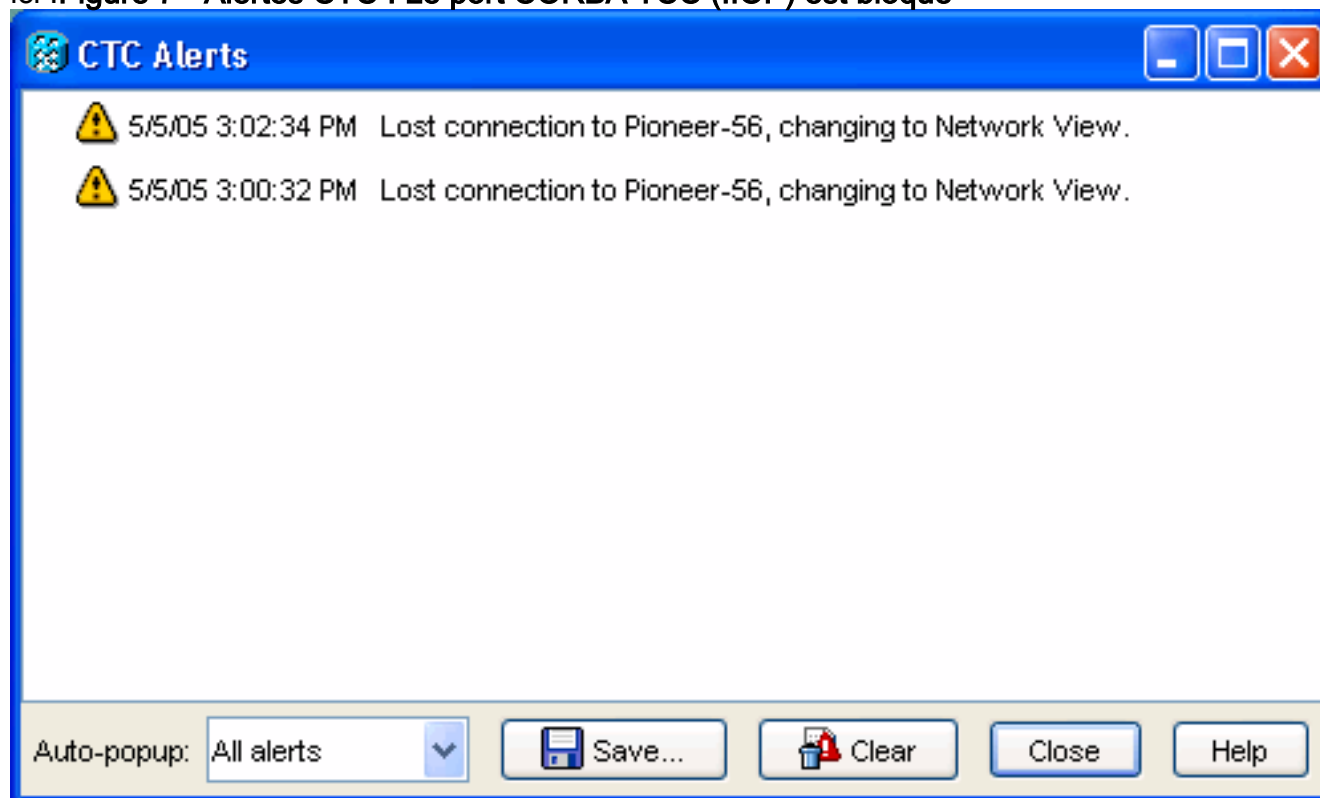 CTC Alerts
5/5/05 3:02:34 PM Lost connection to Pioneer-56, changing to Network View.
5/5/05 3:00:32 PM Lost connection to Pioneer-56, changing to Network View.
Auto-popup: All alerts Save... Clear Close Help